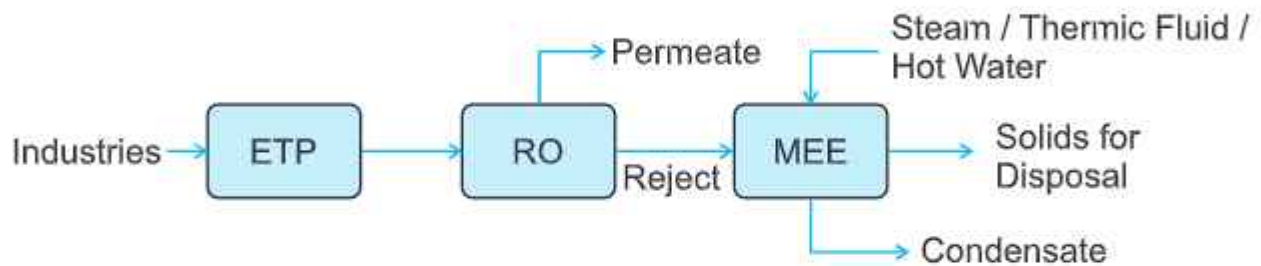 Steam / Thermic Fluid /
Hot Water
Permeate
Industries
ETP
RO
Reject
MEE
Solids for
Disposal
Condensate